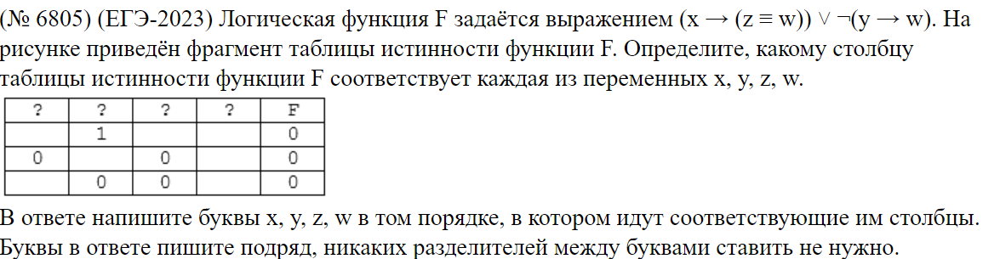 (№ 6805) (ЕГЭ-2023) Логическая функция F задаётся выражением (x → (z ≡ w)) ∨ ¬(y → w). На
рисунке приведён фрагмент таблицы истинности функции F. Определите, какому столбцу
таблицы истинности функции F соответствует каждая из переменных x, y, z, w.
? ? ? ? F
1 0
0 0 0
0 0 0
В ответе напишите буквы x, y, z, w в том порядке, в котором идут соответствующие им столбцы.
Буквы в ответе пишите подряд, никаких разделителей между буквами ставить не нужно.